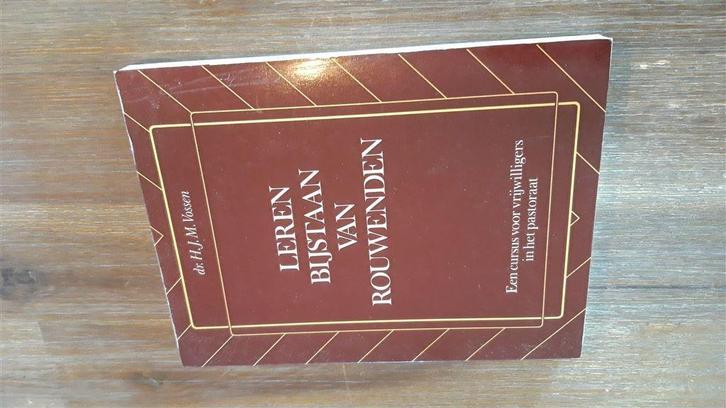 dr. H.J.M. Vossen
LEREN
BIJSTAAN
VAN
ROUWENDEN
Een cursus voor vrijwilligers
in het pastoraat